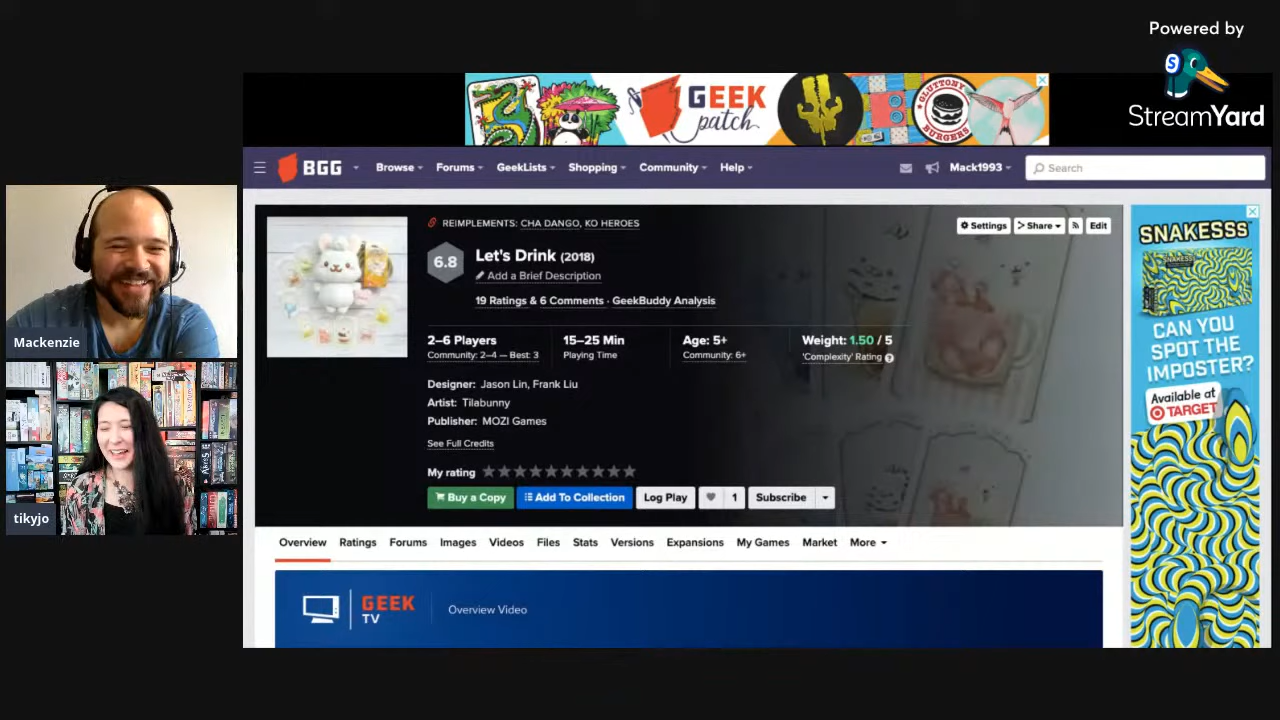 Powered by
StreamYard
GEEK
patch
GLUTTONY
BURGERS
BGG
Browse
Forums
GeekLists
Shopping
Community
Help
Mack1993
Search
REIMPLEMENTS: CHA DANGO, KO HEROES
Settings
Share
Edit
6.8
Let's Drink (2018)
Add a Brief Description
19 Ratings & 6 Comments · GeekBuddy Analysis
2–6 Players
Community: 2–4 – Best: 3
15–25 Min
Playing Time
Age: 5+
Community: 6+
Weight: 1.50 / 5
'Complexity' Rating
Designer: Jason Lin, Frank Liu
Artist: Tilabunny
Publisher: MOZI Games
See Full Credits
My rating
Buy a Copy
Add To Collection
Log Play
1
Subscribe
Overview
Ratings
Forums
Images
Videos
Files
Stats
Versions
Expansions
My Games
Market
More
GEEK
TV
Overview Video
SNAKESSS
CAN YOU
SPOT THE
IMPOSTER?
Available at
TARGET
Mackenzie
tikyjo